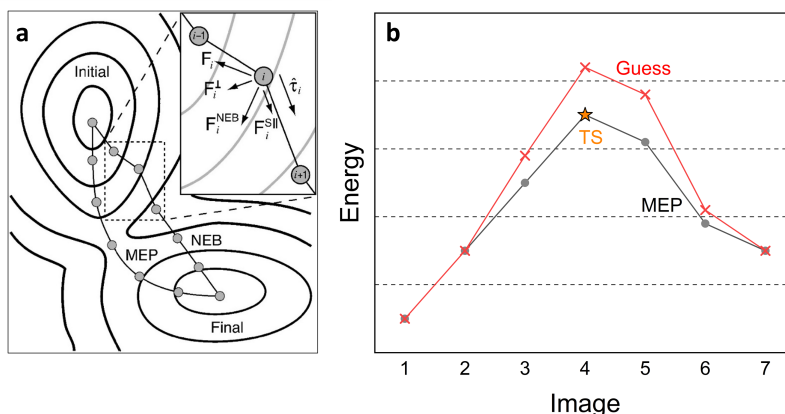 a
Initial
i–1
F_i
i
F_i^⊥
τ̂_i
F_i^NEB
F_i^S||
i+1
MEP
NEB
Final
b
Energy
Guess
TS
MEP
1 2 3 4 5 6 7
Image